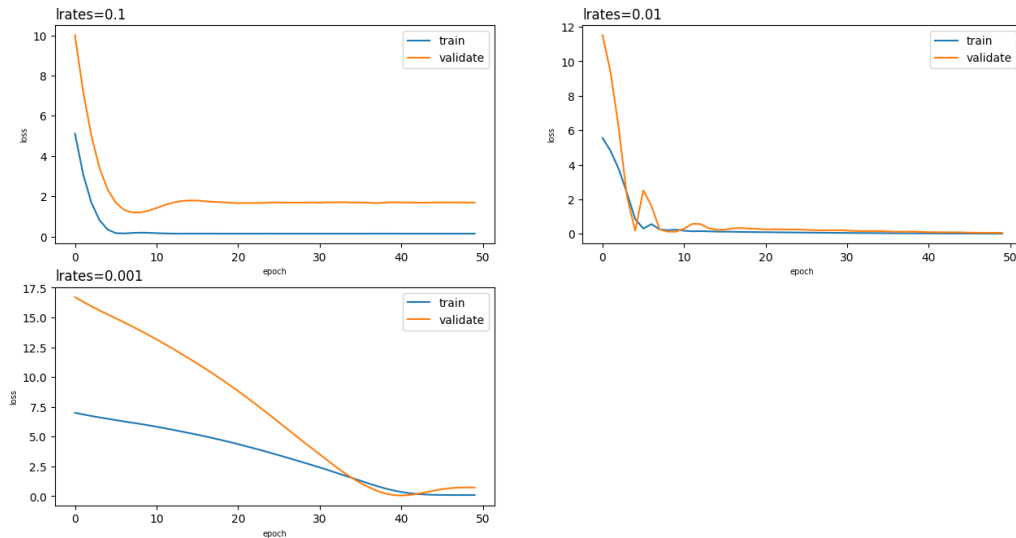 lrates=0.1
10
8
6
4
2
0
loss
train
validate
0 10 20 30 40 50
epoch
lrates=0.01
12
10
8
6
4
2
0
loss
train
validate
0 10 20 30 40 50
epoch
lrates=0.001
17.5
15.0
12.5
10.0
7.5
5.0
2.5
0.0
loss
train
validate
0 10 20 30 40 50
epoch